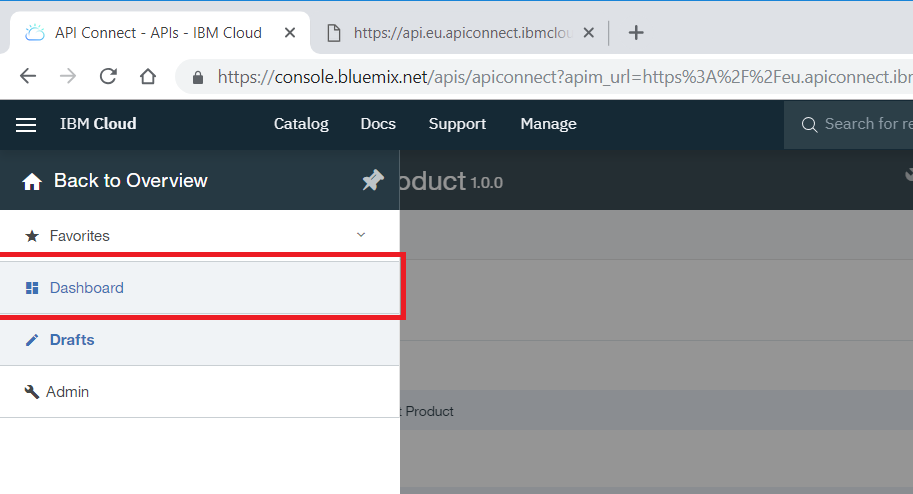 API Connect - APIs - IBM Cloud
https://api.eu.apiconnect.ibmclou
https://console.bluemix.net/apis/apiconnect?apim_url=https%3A%2F%2Feu.apiconnect.ibm
IBM Cloud Catalog Docs Support Manage Search for re
Back to Overview oduct 1.0.0
Favorites
Dashboard
Drafts
Admin
t Product